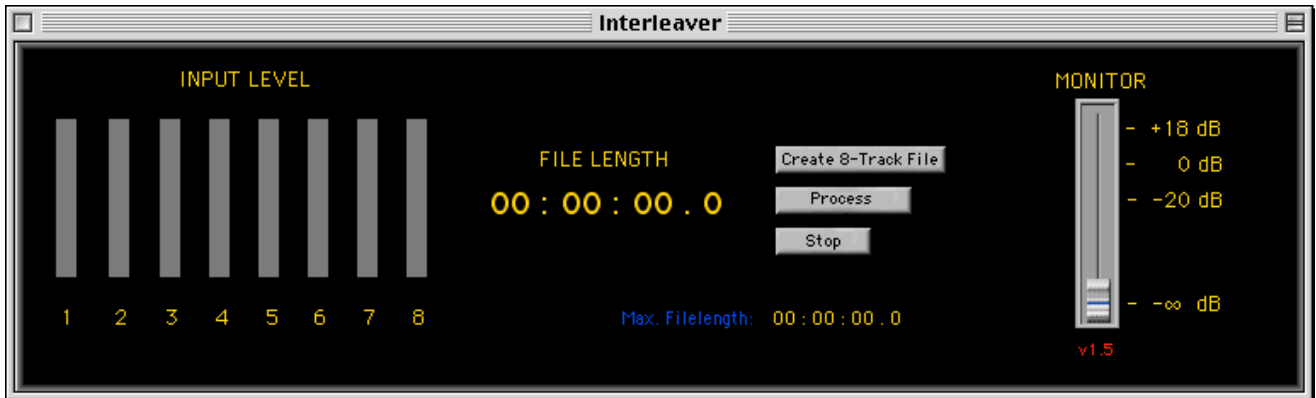 Interleaver
INPUT LEVEL
1 2 3 4 5 6 7 8
FILE LENGTH
00 : 00 : 00 . 0
Create 8-Track File
Process
Stop
Max. Filelength: 00 : 00 : 00 . 0
MONITOR
- +18 dB
- 0 dB
- -20 dB
- -∞ dB
v1.5